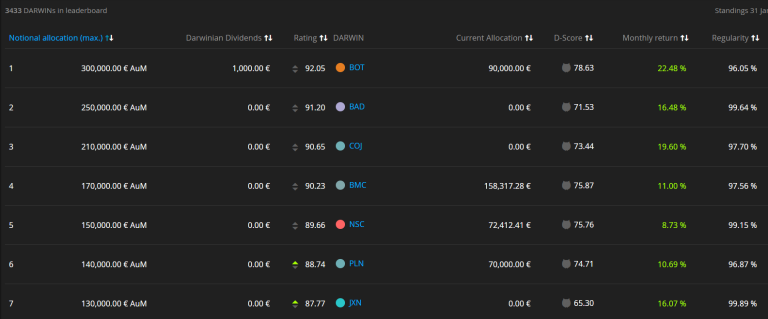 3433 DARWINs in leaderboard Standings 31 Ja
Notional allocation (max.) Darwinian Dividends Rating DARWIN Current Allocation D-Score Monthly return Regularity
1 300,000.00 € AuM 1,000.00 € 92.05 BOT 90,000.00 € 78.63 22.48 % 96.05 %
2 250,000.00 € AuM 0.00 € 91.20 BAD 0.00 € 71.53 16.48 % 99.64 %
3 210,000.00 € AuM 0.00 € 90.65 COJ 0.00 € 73.44 19.60 % 97.70 %
4 170,000.00 € AuM 0.00 € 90.23 BMC 158,317.28 € 75.87 11.00 % 97.56 %
5 150,000.00 € AuM 0.00 € 89.66 NSC 72,412.41 € 75.76 8.73 % 99.15 %
6 140,000.00 € AuM 0.00 € 88.74 PLN 70,000.00 € 74.71 10.69 % 96.87 %
7 130,000.00 € AuM 0.00 € 87.77 JXN 0.00 € 65.30 16.07 % 99.89 %